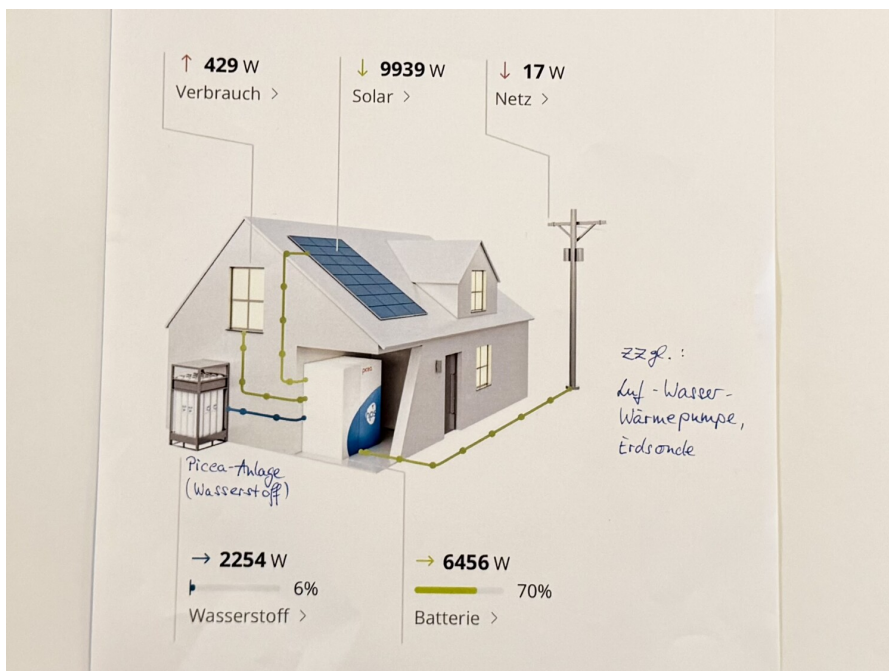 ↑ 429 W
Verbrauch >
↓ 9939 W
Solar >
↓ 17 W
Netz >
zzgl.:
Luf-Wasser-
Wärmepumpe,
Erdsonde
Picea-Anlage
(Wasserstoff)
→ 2254 W
6%
Wasserstoff >
→ 6456 W
70%
Batterie >